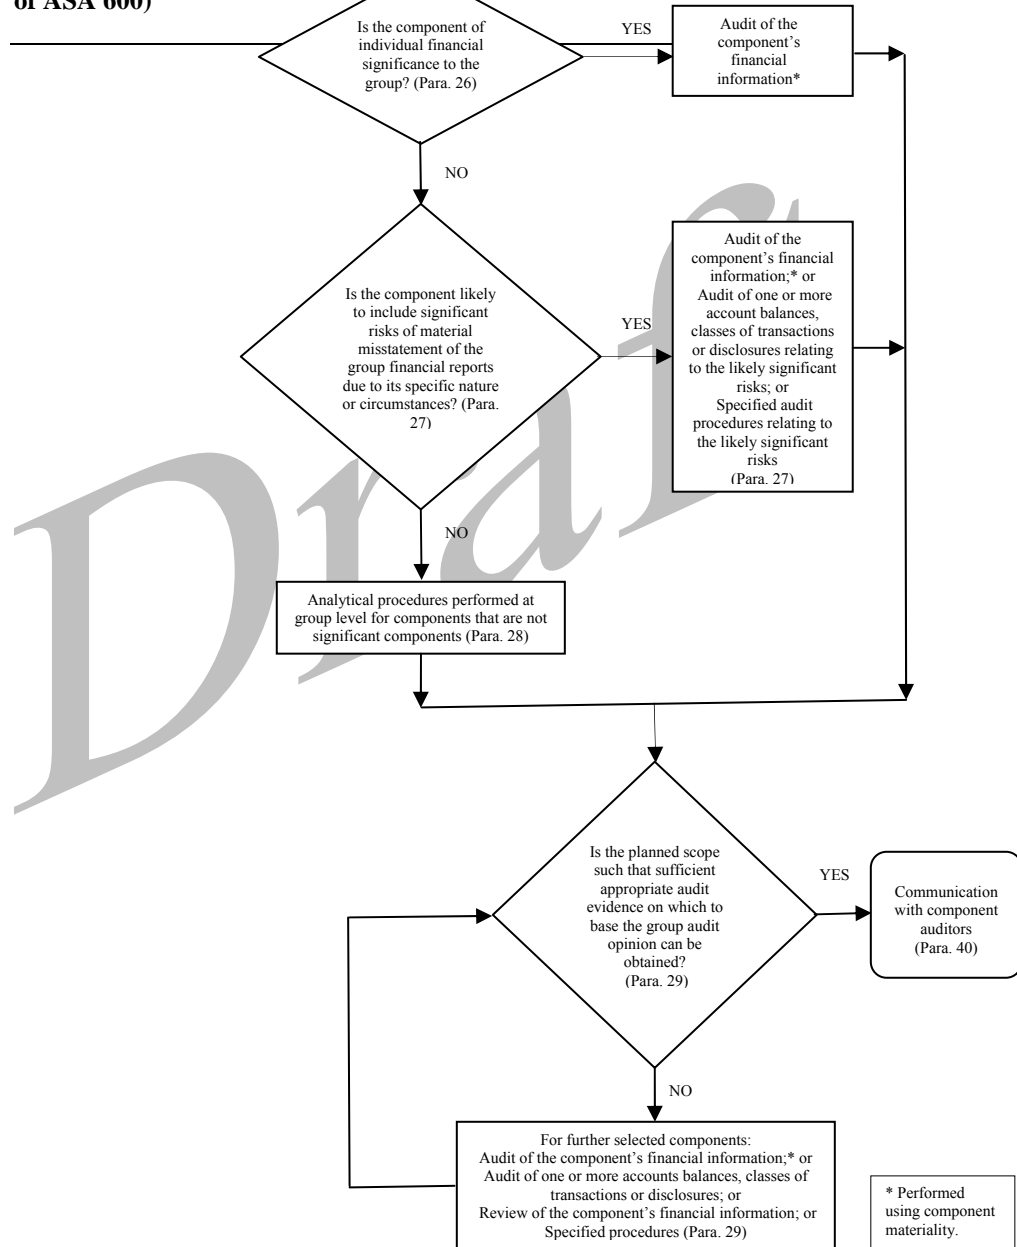 of ASA 600)
Is the component of
individual financial
significance to the
group? (Para. 26)
YES
Audit of the
component’s
financial
information*
NO
Is the component likely
to include significant
risks of material
misstatement of the
group financial reports
due to its specific nature
or circumstances? (Para.
27)
YES
Audit of the
component’s financial
information;* or
Audit of one or more
account balances,
classes of transactions
or disclosures relating
to the likely significant
risks; or
Specified audit
procedures relating to
the likely significant
risks
(Para. 27)
NO
Analytical procedures performed at
group level for components that are not
significant components (Para. 28)
Draft
Is the planned scope
such that sufficient
appropriate audit
evidence on which to
base the group audit
opinion can be
obtained?
(Para. 29)
YES
Communication
with component
auditors
(Para. 40)
NO
For further selected components:
Audit of the component’s financial information;* or
Audit of one or more accounts balances, classes of
transactions or disclosures; or
Review of the component’s financial information; or
Specified procedures (Para. 29)
* Performed
using component
materiality.